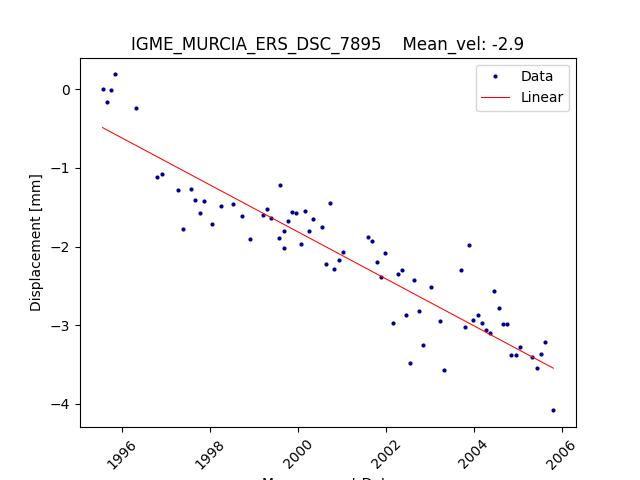 IGME_MURCIA_ERS_DSC_7895    Mean_vel: -2.9
Data
Linear
Displacement [mm]
0
−1
−2
−3
−4
1996
1998
2000
2002
2004
2006